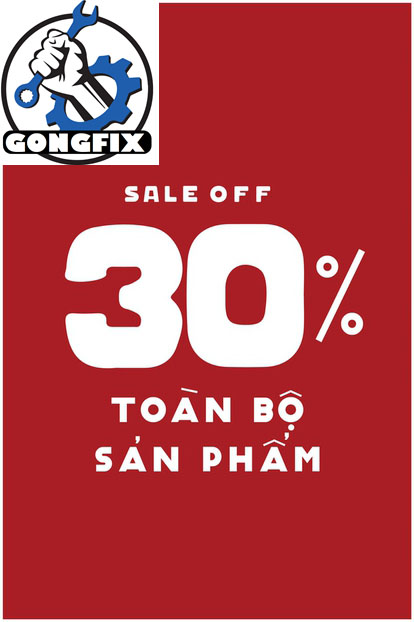 GONGFIX
SALE OFF
30%
TOÀN BỘ
SẢN PHẨM